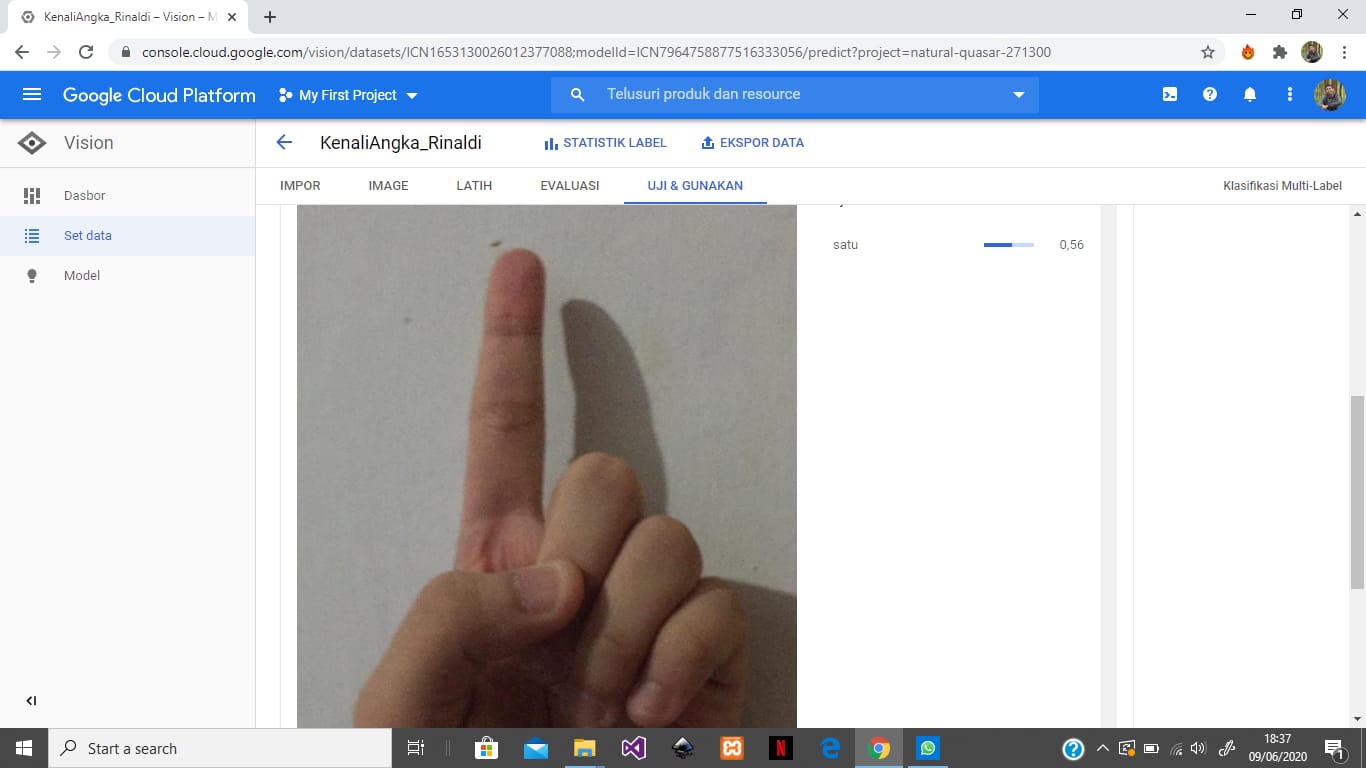 KenaliAngka_Rinaldi – Vision – M
console.cloud.google.com/vision/datasets/ICN1653130026012377088;modelId=ICN7964758877516333056/predict?project=natural-quasar-271300
Google Cloud Platform
My First Project
Telusuri produk dan resource
Vision
KenaliAngka_Rinaldi
STATISTIK LABEL
EKSPOR DATA
IMPOR
IMAGE
LATIH
EVALUASI
UJI & GUNAKAN
Klasifikasi Multi-Label
Dasbor
Set data
Model
satu
0,56
Start a search
18:37
09/06/2020